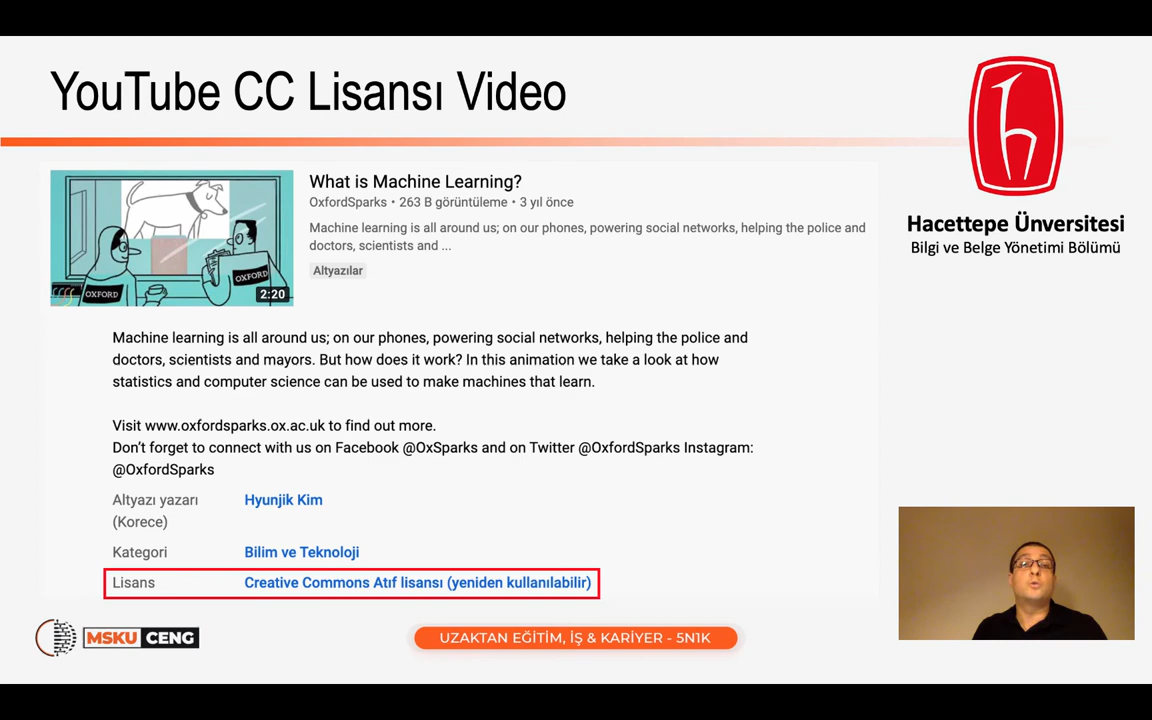 YouTube CC Lisansı Video
Hacettepe Ünversitesi
Bilgi ve Belge Yönetimi Bölümü
What is Machine Learning?
OxfordSparks • 263 B görüntüleme • 3 yıl önce
Machine learning is all around us; on our phones, powering social networks, helping the police and
doctors, scientists and ...
Altyazılar
OXFORD
OXFORD
2:20
Machine learning is all around us; on our phones, powering social networks, helping the police and
doctors, scientists and mayors. But how does it work? In this animation we take a look at how
statistics and computer science can be used to make machines that learn.
Visit www.oxfordsparks.ox.ac.uk to find out more.
Don’t forget to connect with us on Facebook @OxSparks and on Twitter @OxfordSparks Instagram:
@OxfordSparks
Altyazı yazarı
(Korece)
Hyunjik Kim
Kategori Bilim ve Teknoloji
Lisans Creative Commons Atıf lisansı (yeniden kullanılabilir)
MSKU CENG
UZAKTAN EĞİTİM, İŞ & KARİYER - 5N1K